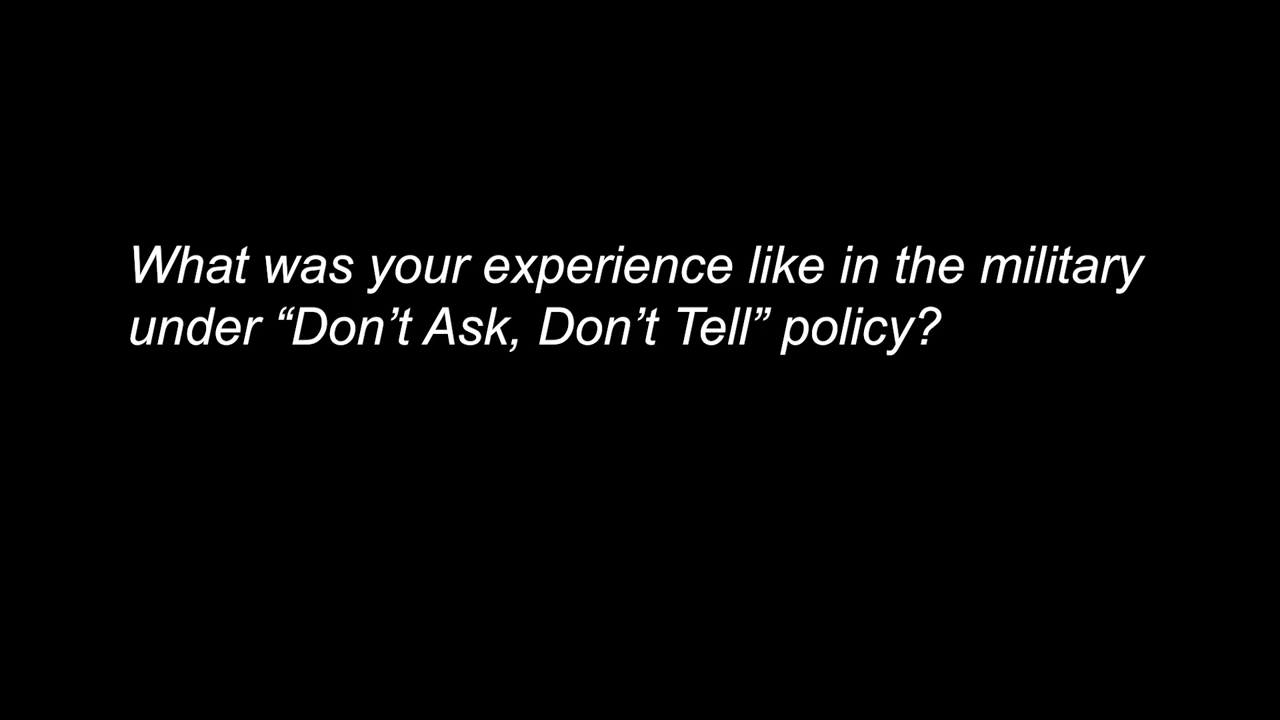 What was your experience like in the military
under “Don’t Ask, Don’t Tell” policy?